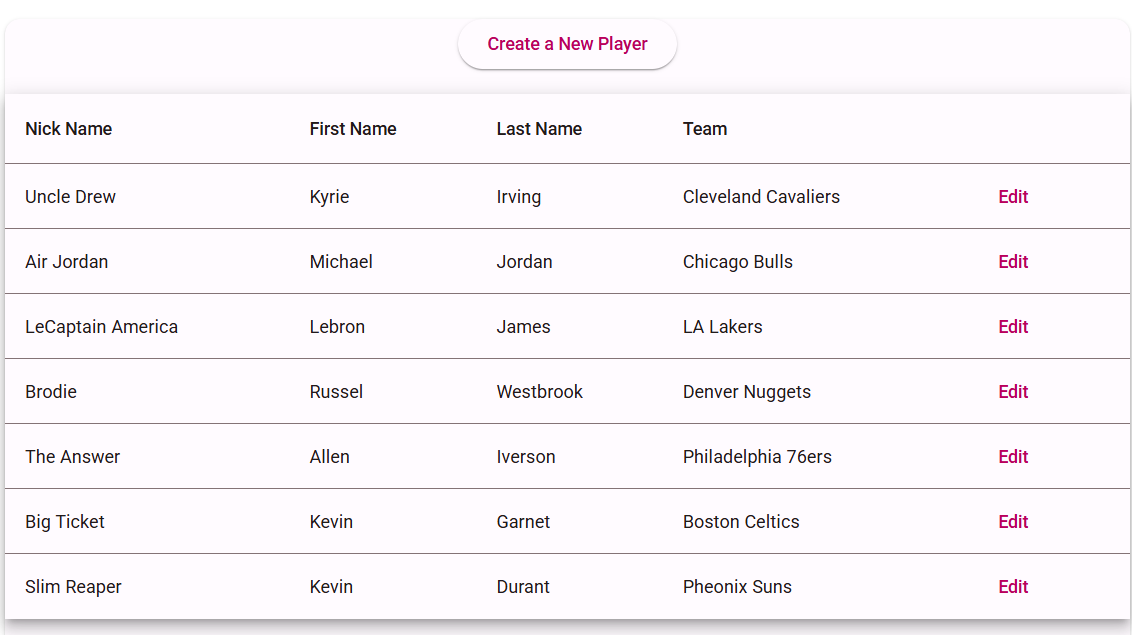 Create a New Player
Nick Name First Name Last Name Team
Uncle Drew Kyrie Irving Cleveland Cavaliers Edit
Air Jordan Michael Jordan Chicago Bulls Edit
LeCaptain America Lebron James LA Lakers Edit
Brodie Russel Westbrook Denver Nuggets Edit
The Answer Allen Iverson Philadelphia 76ers Edit
Big Ticket Kevin Garnet Boston Celtics Edit
Slim Reaper Kevin Durant Pheonix Suns Edit